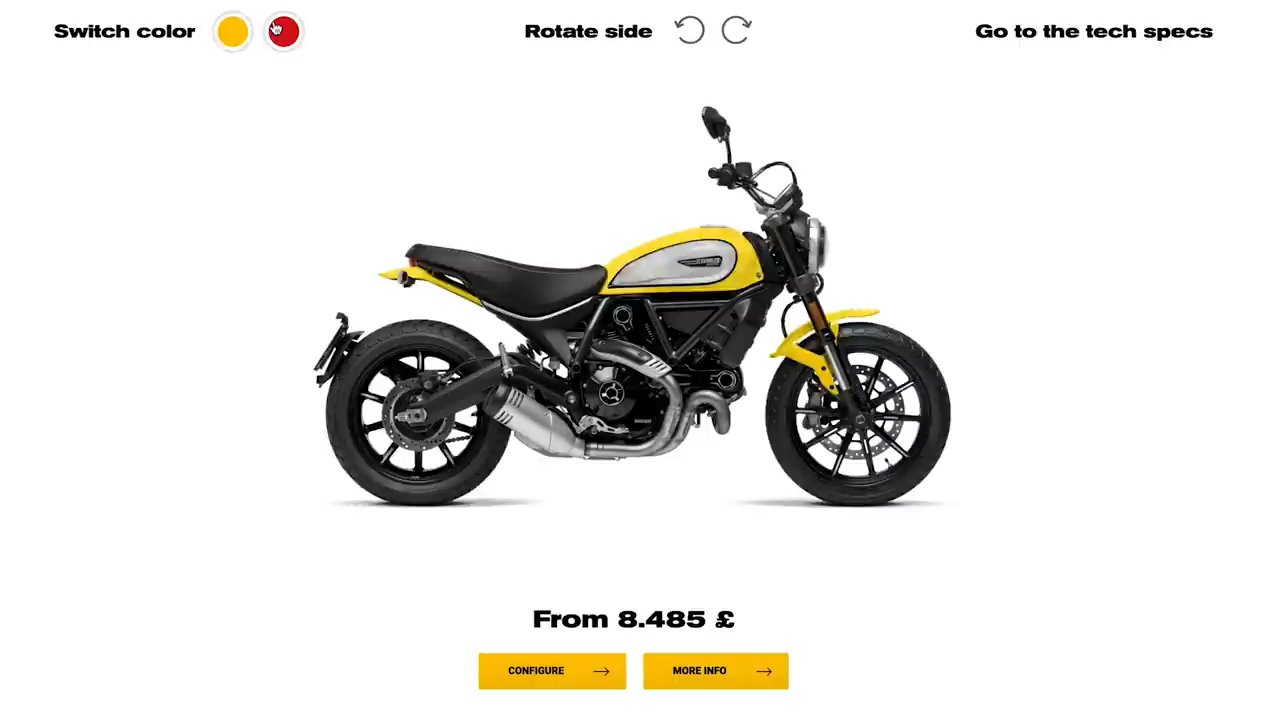 Switch color
Rotate side
Go to the tech specs
From 8.485 £
CONFIGURE
MORE INFO